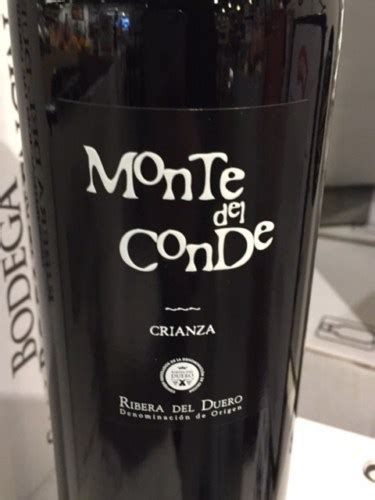 Monte
del
Conde
CRIANZA
RIBERA DEL DUERO
Denominación de Origen
BODEGA